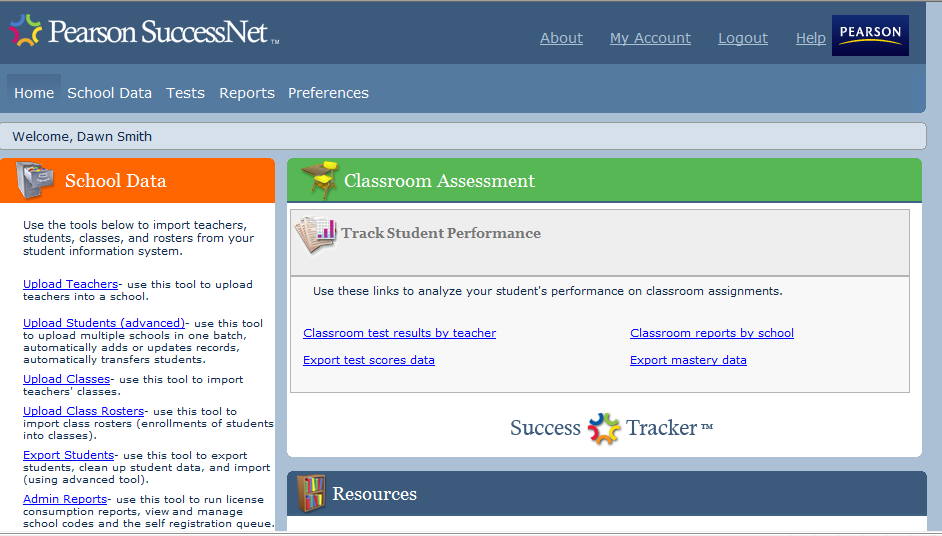 Pearson SuccessNet™
About My Account Logout Help PEARSON
Home School Data Tests Reports Preferences
Welcome, Dawn Smith
School Data
Use the tools below to import teachers,
students, classes, and rosters from your
student information system.
Upload Teachers- use this tool to upload
teachers into a school.
Upload Students (advanced)- use this tool
to upload multiple schools in one batch,
automatically adds or updates records,
automatically transfers students.
Upload Classes- use this tool to import
teachers' classes.
Upload Class Rosters- use this tool to
import class rosters (enrollments of students
into classes).
Export Students- use this tool to export
students, clean up student data, and import
(using advanced tool).
Admin Reports- use this tool to run license
consumption reports, view and manage
school codes and the self registration queue.
Classroom Assessment
Track Student Performance
Use these links to analyze your student's performance on classroom assignments.
Classroom test results by teacher Classroom reports by school
Export test scores data Export mastery data
Success Tracker™
Resources